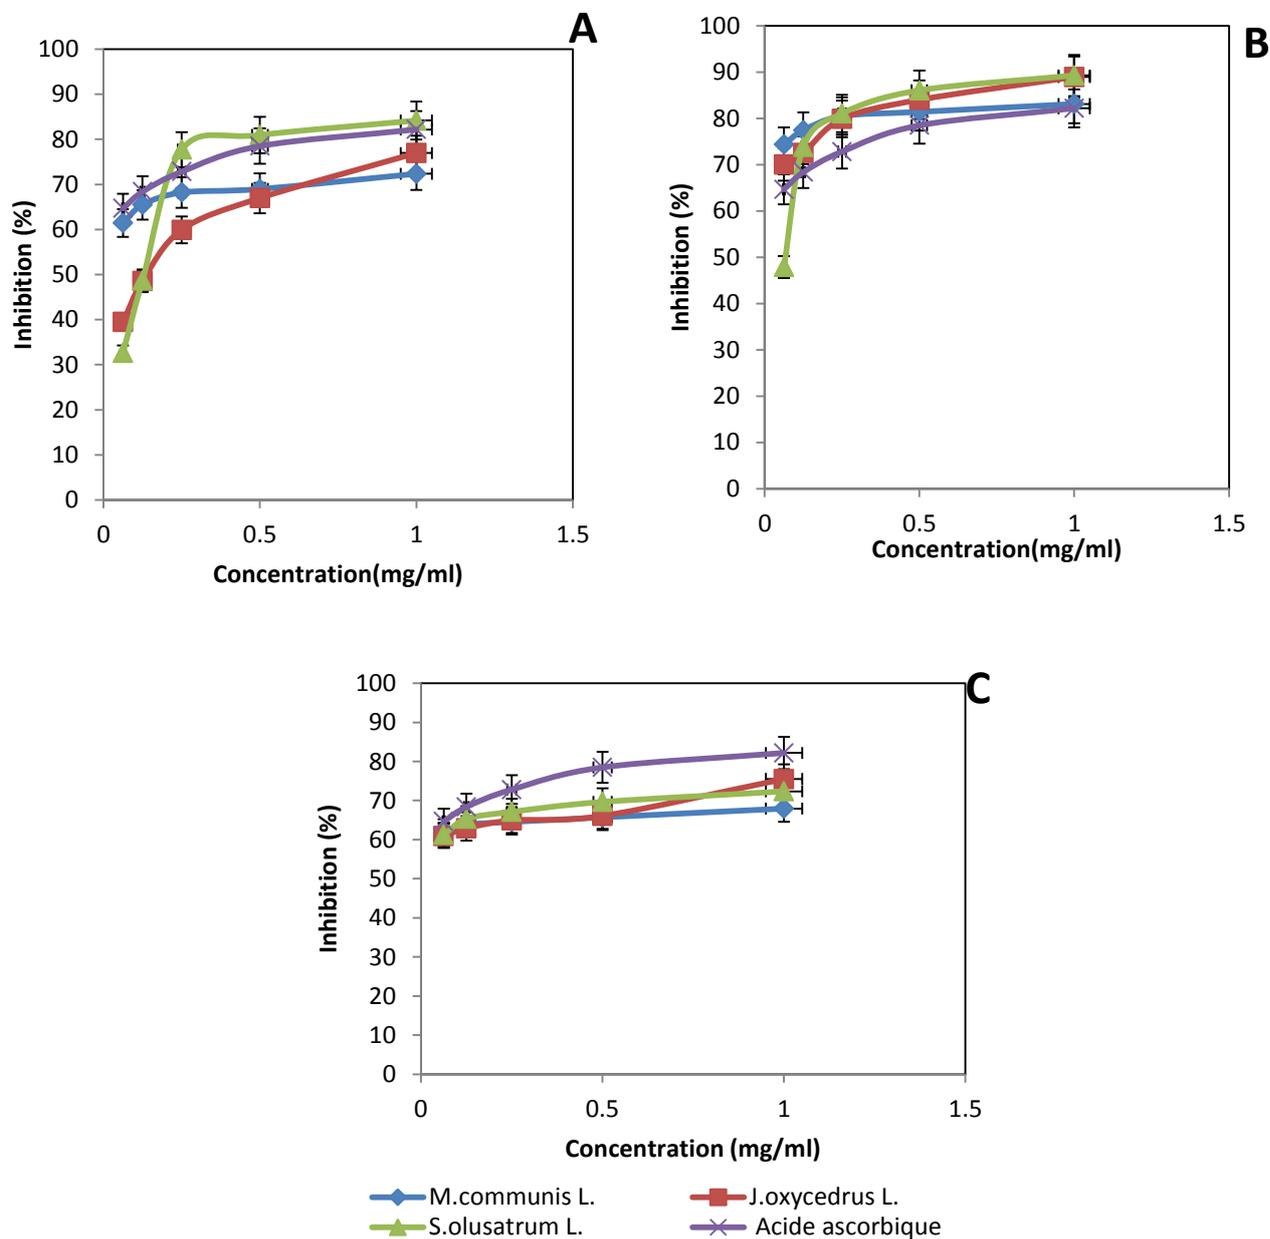 A
100
90
80
70
60
50
40
30
20
10
0
0 0.5 1 1.5
Inhibition (%)
Concentration(mg/ml)
B
100
90
80
70
60
50
40
30
20
10
0
0 0.5 1 1.5
Inhibition (%)
Concentration(mg/ml)
C
100
90
80
70
60
50
40
30
20
10
0
0 0.5 1 1.5
Inhibition (%)
Concentration (mg/ml)
M.communis L. J.oxycedrus L.
S.olusatrum L. Acide ascorbique